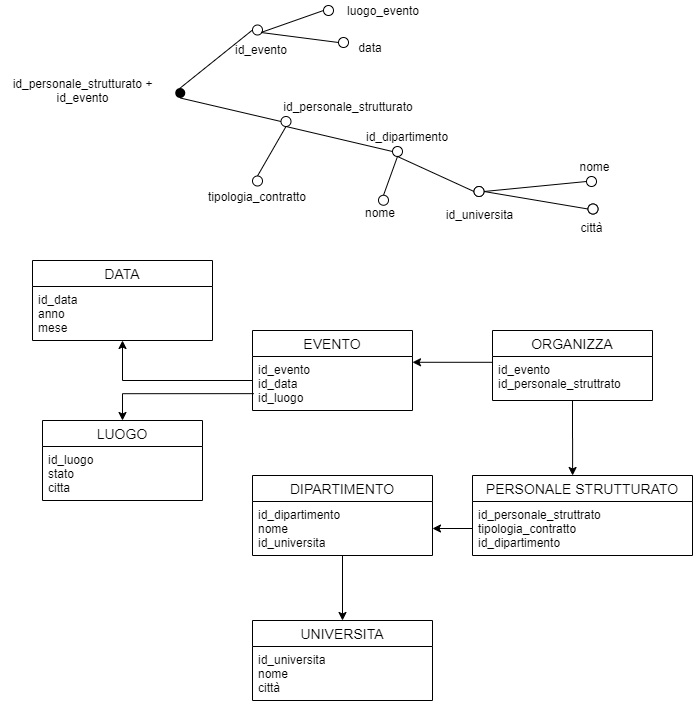 luogo_evento
id_evento
data
id_personale_strutturato +
id_evento
id_personale_strutturato
id_dipartimento
tipologia_contratto
nome
nome
id_universita
città
DATA
id_data
anno
mese
EVENTO
id_evento
id_data
id_luogo
ORGANIZZA
id_evento
id_personale_struttrato
LUOGO
id_luogo
stato
citta
DIPARTIMENTO
id_dipartimento
nome
id_universita
PERSONALE STRUTTURATO
id_personale_struttrato
tipologia_contratto
id_dipartimento
UNIVERSITA
id_universita
nome
città